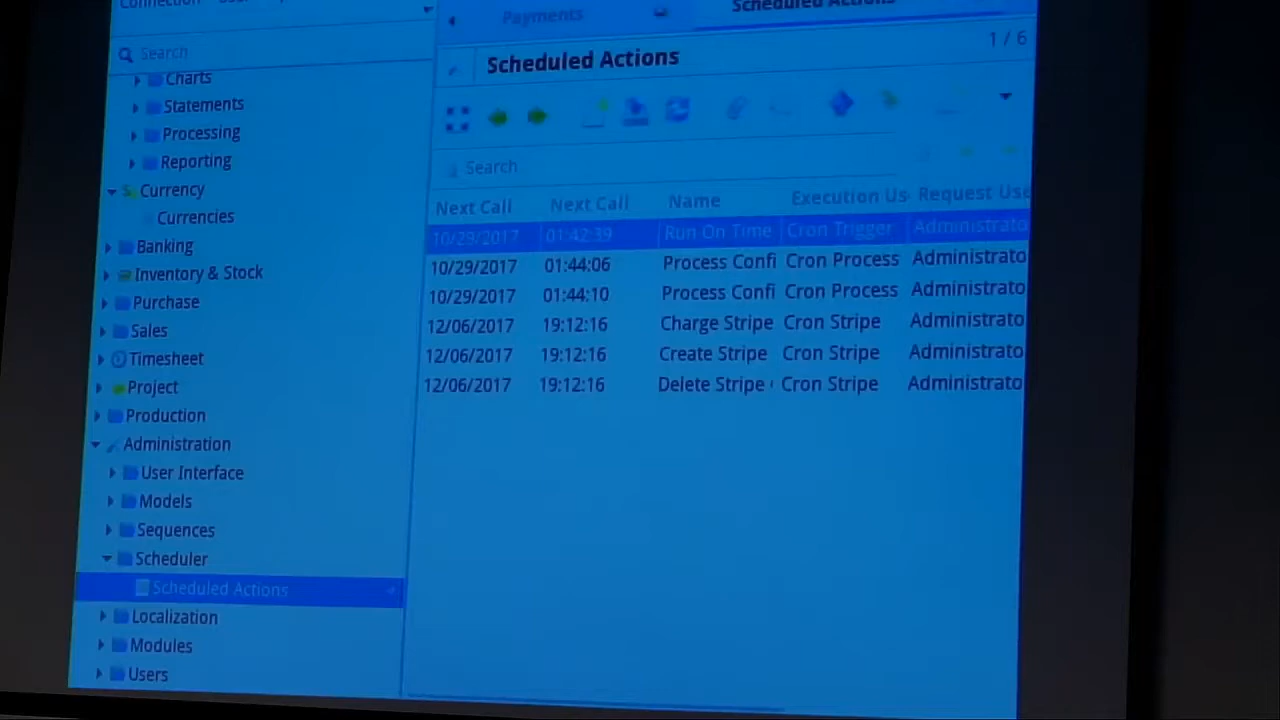 Connection
Payments
Scheduled Actions
Search
Scheduled Actions
1 / 6
Charts
Statements
Processing
Reporting
Search
Currency
Currencies
Next Call Next Call Name Execution Us Request Use
Banking
10/29/2017 01:42:39 Run On Time Cron Trigger Administrato
Inventory & Stock
10/29/2017 01:44:06 Process Confi Cron Process Administrato
Purchase
10/29/2017 01:44:10 Process Confi Cron Process Administrato
Sales
12/06/2017 19:12:16 Charge Stripe Cron Stripe Administrato
Timesheet
12/06/2017 19:12:16 Create Stripe Cron Stripe Administrato
Project
12/06/2017 19:12:16 Delete Stripe Cron Stripe Administrato
Production
Administration
User Interface
Models
Sequences
Scheduler
Scheduled Actions
Localization
Modules
Users